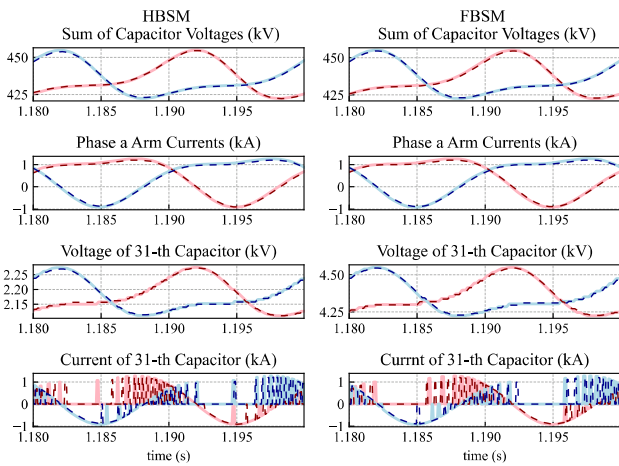 HBSM
Sum of Capacitor Voltages (kV)
450
425
1.180 1.185 1.190 1.195
Phase a Arm Currents (kA)
1
0
−1
1.180 1.185 1.190 1.195
Voltage of 31-th Capacitor (kV)
2.25
2.20
2.15
1.180 1.185 1.190 1.195
Current of 31-th Capacitor (kA)
1
0
−1
1.180 1.185 1.190 1.195
time (s)
FBSM
Sum of Capacitor Voltages (kV)
450
425
1.180 1.185 1.190 1.195
Phase a Arm Currents (kA)
1
0
−1
1.180 1.185 1.190 1.195
Voltage of 31-th Capacitor (kV)
4.50
4.25
1.180 1.185 1.190 1.195
Currnt of 31-th Capacitor (kA)
1
0
−1
1.180 1.185 1.190 1.195
time (s)